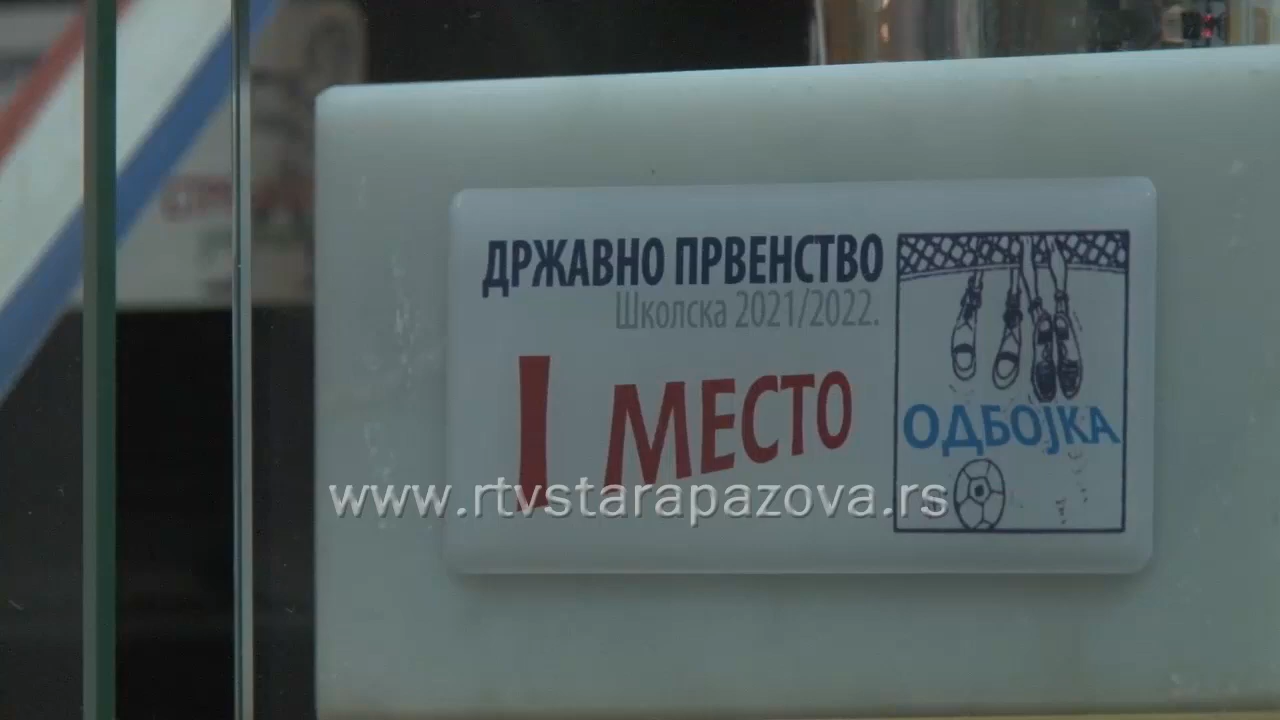 ДРЖАВНО ПРВЕНСТВО
Школска 2021/2022.
I МЕСТО
ОДБОЈКА
www.rtvstarapazova.rs